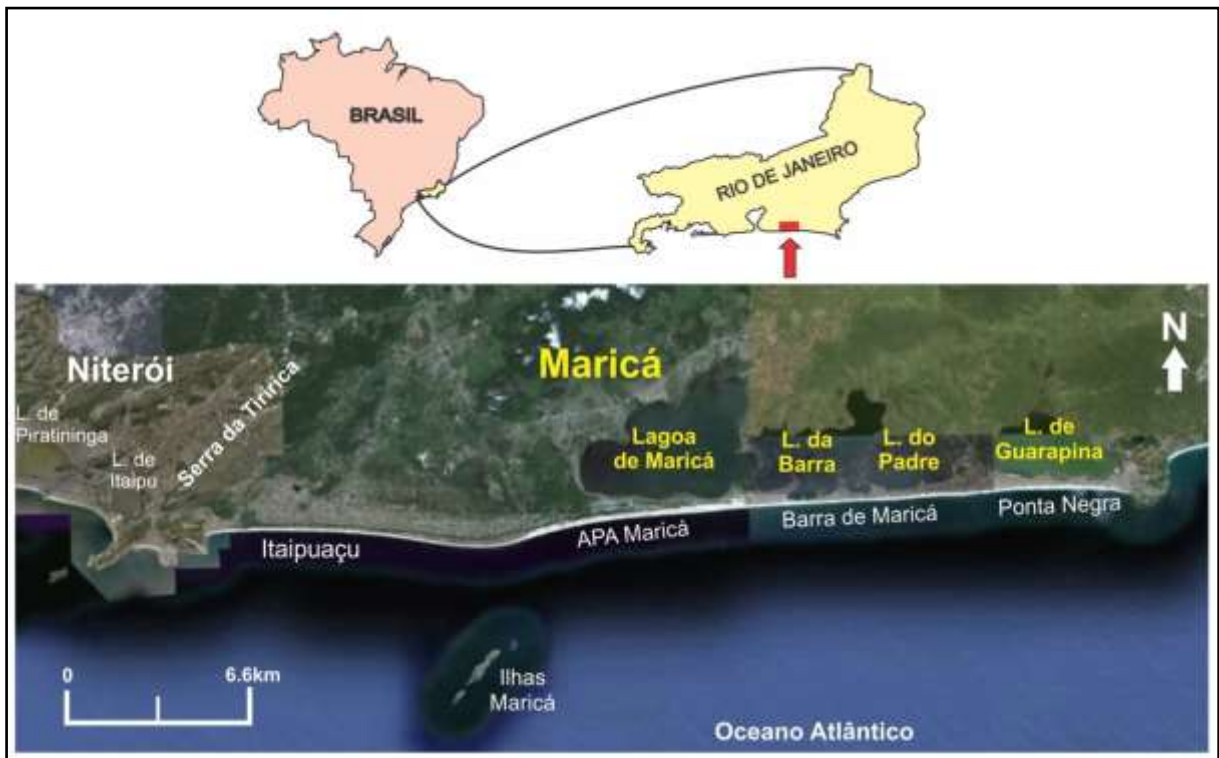 BRASIL
RIO DE JANEIRO
Niterói
Maricá
N
Serra da Tiririca
L. de
Piratininga
L. de
Itaipu
Lagoa
de Maricá
L. da
Barra
L. do
Padre
L. de
Guarapina
Itaipuaçu
APA Maricá
Barra de Maricá
Ponta Negra
0
6.6km
Ilhas
Maricá
Oceano Atlântico